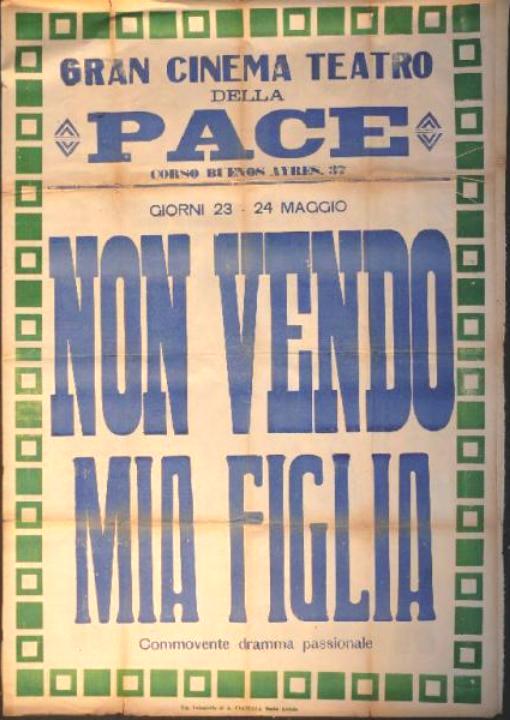 GRAN CINEMA TEATRO
DELLA
PACE
CORSO BUENOS AYRES, 37
GIORNI 23 - 24 MAGGIO
NON VENDO
MIA FIGLIA
Commovente dramma passionale